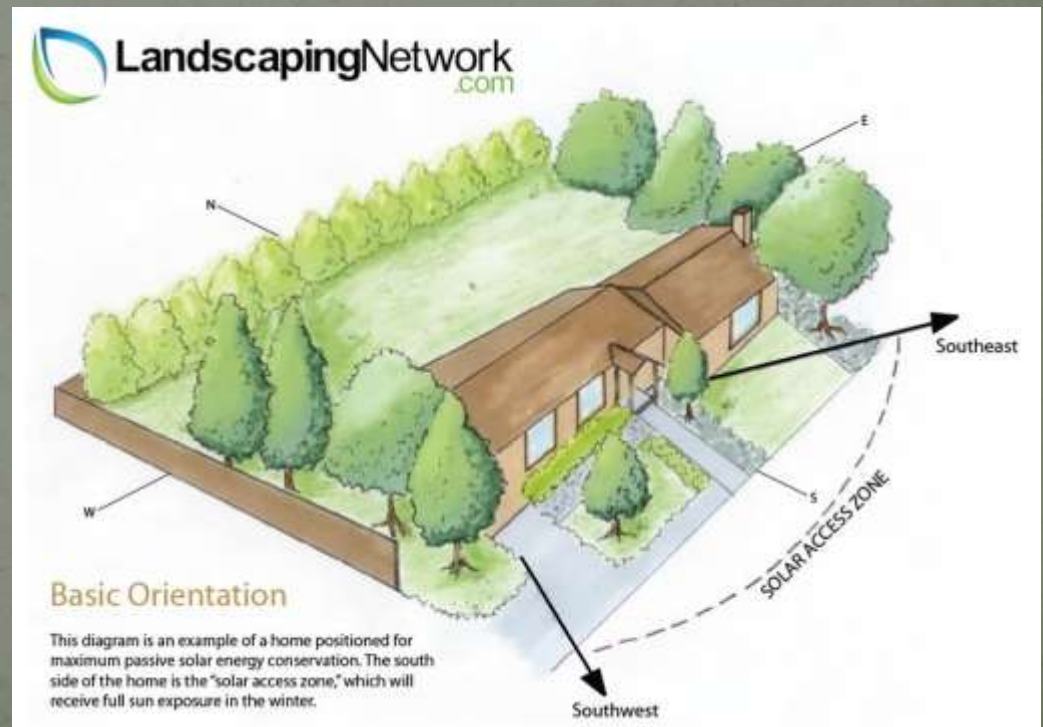 LandscapingNetwork
.com
E
N
Southeast
S
SOLAR ACCESS ZONE
W
Basic Orientation
This diagram is an example of a home positioned for
maximum passive solar energy conservation. The south
side of the home is the “solar access zone,” which will
receive full sun exposure in the winter.
Southwest